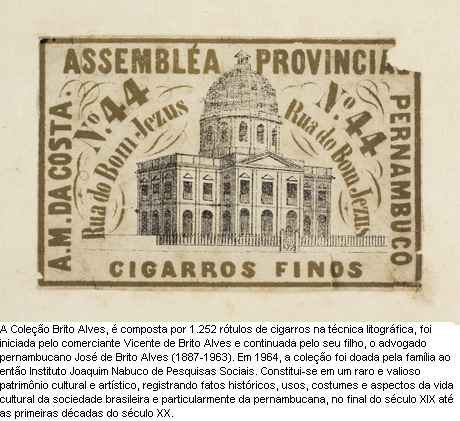 ASSEMBLÉA PROVINCIAL
A.M. DA COSTA.
Nº. 44
Rua do Bom Jezus
Nº. 44
Rua do Bom Jezus
PERNAMBUCO
CIGARROS FINOS
A Coleção Brito Alves, é composta por 1.252 rótulos de cigarros na técnica litográfica, foi
iniciada pelo comerciante Vicente de Brito Alves e continuada pelo seu filho, o advogado
pernambucano José de Brito Alves (1887-1963). Em 1964, a coleção foi doada pela família ao
então Instituto Joaquim Nabuco de Pesquisas Sociais. Constitui-se em um raro e valioso
patrimônio cultural e artístico, registrando fatos históricos, usos, costumes e aspectos da vida
cultural da sociedade brasileira e particularmente da pernambucana, no final do século XIX até
as primeiras décadas do século XX.